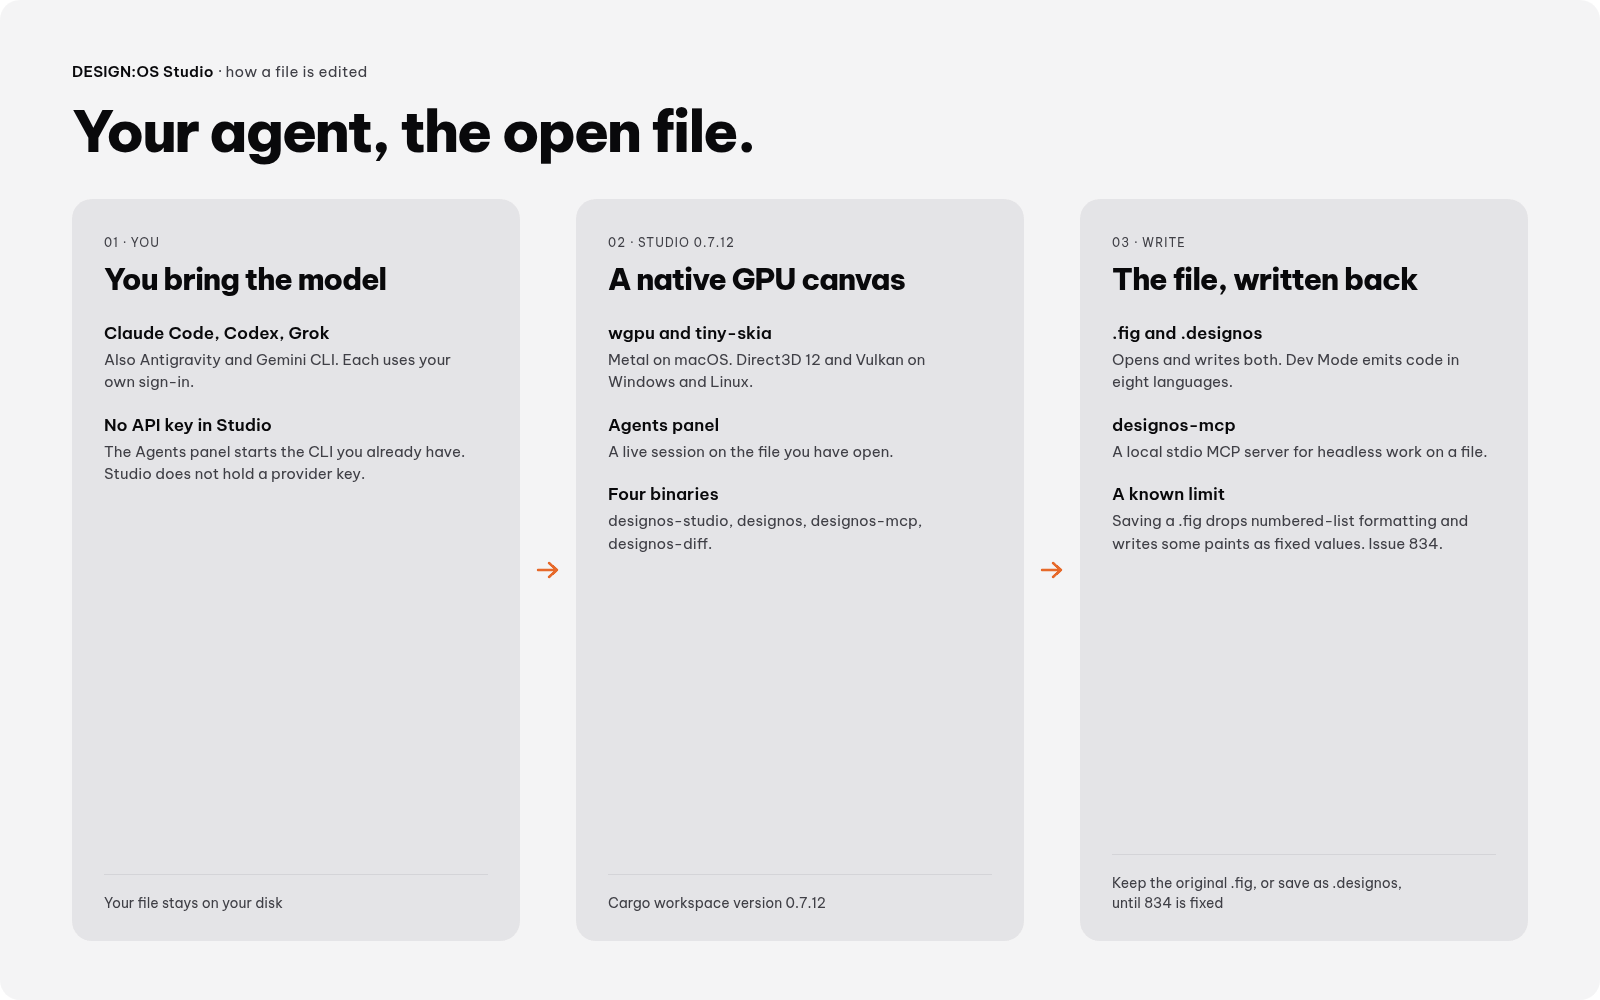 DESIGN:OS Studio · how a file is edited
Your agent, the open file.
01 · YOU
You bring the model
Claude Code, Codex, Grok
Also Antigravity and Gemini CLI. Each uses your
own sign-in.
No API key in Studio
The Agents panel starts the CLI you already have.
Studio does not hold a provider key.
Your file stays on your disk
02 · STUDIO 0.7.12
A native GPU canvas
wgpu and tiny-skia
Metal on macOS. Direct3D 12 and Vulkan on
Windows and Linux.
Agents panel
A live session on the file you have open.
Four binaries
designos-studio, designos, designos-mcp,
designos-diff.
Cargo workspace version 0.7.12
03 · WRITE
The file, written back
.fig and .designos
Opens and writes both. Dev Mode emits code in
eight languages.
designos-mcp
A local stdio MCP server for headless work on a file.
A known limit
Saving a .fig drops numbered-list formatting and
writes some paints as fixed values. Issue 834.
Keep the original .fig, or save as .designos,
until 834 is fixed